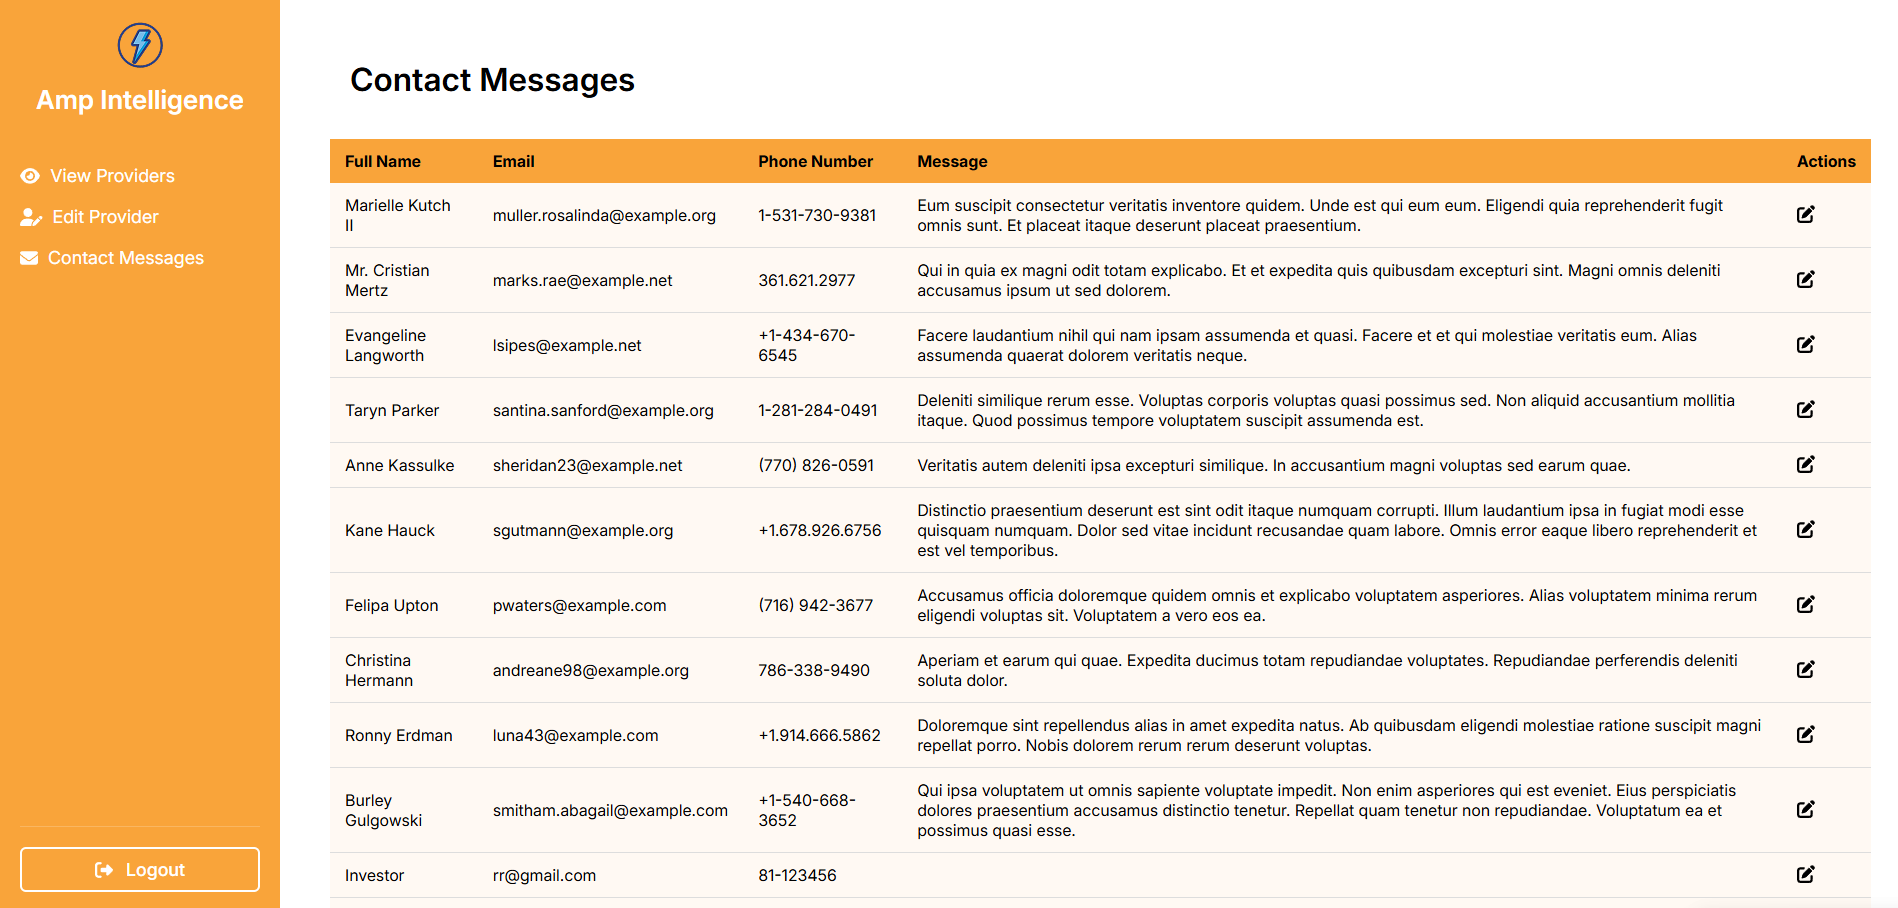 Amp Intelligence
View Providers
Edit Provider
Contact Messages
Logout
Contact Messages
Full Name Email Phone Number Message Actions
Marielle Kutch II muller.rosalinda@example.org 1-531-730-9381 Eum suscipit consectetur veritatis inventore quidem. Unde est qui eum eum. Eligendi quia reprehenderit fugit
omnis sunt. Et placeat itaque deserunt placeat praesentium.
Mr. Cristian Mertz marks.rae@example.net 361.621.2977 Qui in quia ex magni odit totam explicabo. Et et expedita quis quibusdam excepturi sint. Magni omnis deleniti
accusamus ipsum ut sed dolorem.
Evangeline Langworth lsipes@example.net +1-434-670-6545 Facere laudantium nihil qui nam ipsam assumenda et quasi. Facere et et qui molestiae veritatis eum. Alias
assumenda quaerat dolorem veritatis neque.
Taryn Parker santina.sanford@example.org 1-281-284-0491 Deleniti similique rerum esse. Voluptas corporis voluptas quasi possimus sed. Non aliquid accusantium mollitia
itaque. Quod possimus tempore voluptatem suscipit assumenda est.
Anne Kassulke sheridan23@example.net (770) 826-0591 Veritatis autem deleniti ipsa excepturi similique. In accusantium magni voluptas sed earum quae.
Kane Hauck sgutmann@example.org +1.678.926.6756 Distinctio praesentium deserunt est sint odit itaque numquam corrupti. Illum laudantium ipsa in fugiat modi esse
quisquam numquam. Dolor sed vitae incidunt recusandae quam labore. Omnis error eaque libero reprehenderit et
est vel temporibus.
Felipa Upton pwaters@example.com (716) 942-3677 Accusamus officia doloremque quidem omnis et explicabo voluptatem asperiores. Alias voluptatem minima rerum
eligendi voluptas sit. Voluptatem a vero eos ea.
Christina Hermann andreane98@example.org 786-338-9490 Aperiam et earum qui quae. Expedita ducimus totam repudiandae voluptates. Repudiandae perferendis deleniti
soluta dolor.
Ronny Erdman luna43@example.com +1.914.666.5862 Doloremque sint repellendus alias in amet expedita natus. Ab quibusdam eligendi molestiae ratione suscipit magni
repellat porro. Nobis dolorem rerum rerum deserunt voluptas.
Burley Gulgowski smitham.abagail@example.com +1-540-668-3652 Qui ipsa voluptatem ut omnis sapiente voluptate impedit. Non enim asperiores qui est eveniet. Eius perspiciatis
dolores praesentium accusamus distinctio tenetur. Repellat quam tenetur non repudiandae. Voluptatum ea et
possimus quasi esse.
Investor rr@gmail.com 81-123456